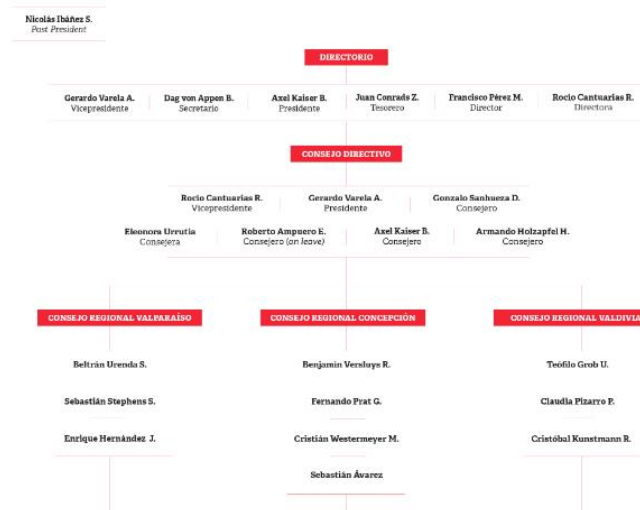 Nicolás Ibáñez S.
Past President
DIRECTORIO
Gerardo Varela A.
Vicepresidente
Dag von Appen B.
Secretario
Axel Kaiser B.
Presidente
Juan Conrads Z.
Tesorero
Francisco Pérez M.
Director
Rocío Cantuarias R.
Directora
CONSEJO DIRECTIVO
Rocío Cantuarias R.
Vicepresidente
Gerardo Varela A.
Presidente
Gonzalo Sanhueza D.
Consejero
Eleonora Urrutia
Consejera
Roberto Ampuero E.
Consejero (on leave)
Axel Kaiser B.
Consejero
Armando Holzapfel H.
Consejero
CONSEJO REGIONAL VALPARAÍSO
Beltrán Urenda S.
Sebastián Stephens S.
Enrique Hernández J.
CONSEJO REGIONAL CONCEPCIÓN
Benjamín Versluys R.
Fernando Prat G.
Cristián Westermeyer M.
Sebastián Ávarez
CONSEJO REGIONAL VALDIVIA
Teófilo Grob U.
Claudia Pizarro P.
Cristóbal Kunstmann R.